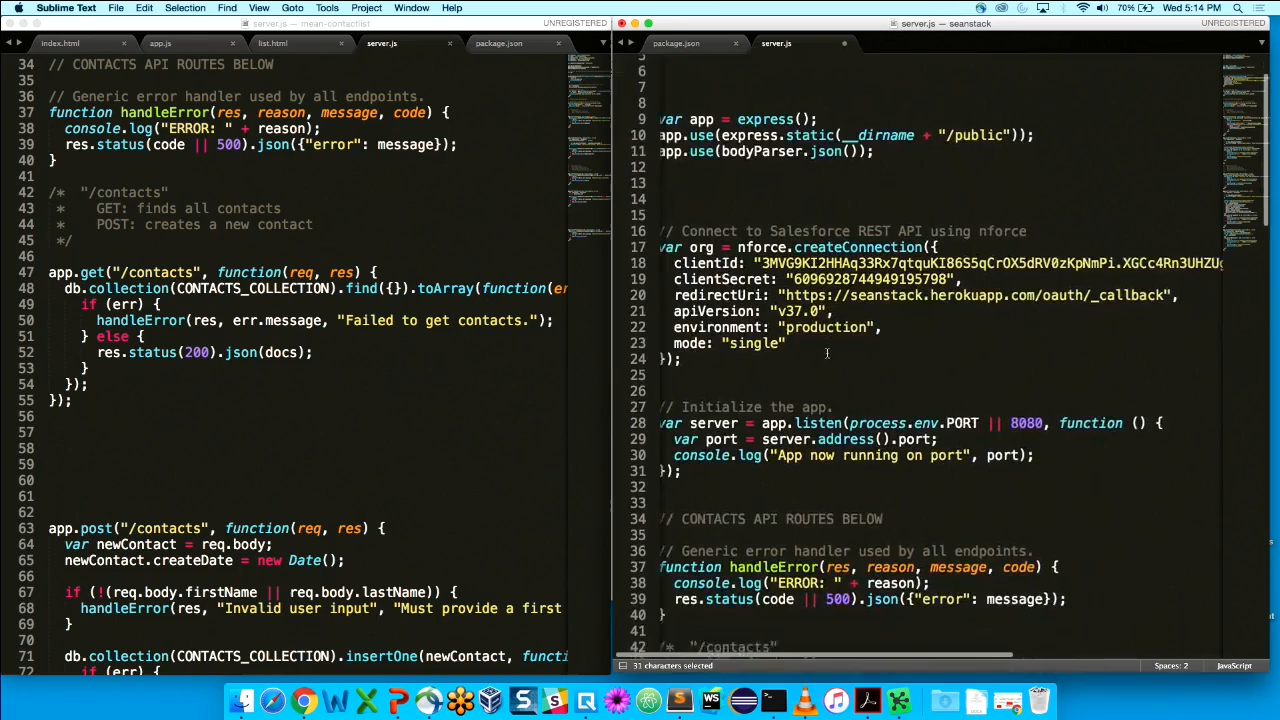 Sublime Text File Edit Selection Find View Goto Tools Project Window Help
70% Wed 5:14 PM
server.js — mean-contactlist UNREGISTERED
index.html app.js list.html server.js package.json
34 // CONTACTS API ROUTES BELOW
35
36 // Generic error handler used by all endpoints.
37 function handleError(res, reason, message, code) {
38 console.log("ERROR: " + reason);
39 res.status(code || 500).json({"error": message});
40 }
41
42 /* "/contacts"
43 * GET: finds all contacts
44 * POST: creates a new contact
45 */
46
47 app.get("/contacts", function(req, res) {
48 db.collection(CONTACTS_COLLECTION).find({}).toArray(function(er
49 if (err) {
50 handleError(res, err.message, "Failed to get contacts.");
51 } else {
52 res.status(200).json(docs);
53 }
54 });
55 });
56
57
58
59
60
61
62
63 app.post("/contacts", function(req, res) {
64 var newContact = req.body;
65 newContact.createDate = new Date();
66
67 if (!(req.body.firstName || req.body.lastName)) {
68 handleError(res, "Invalid user input", "Must provide a first
69 }
70
71 db.collection(CONTACTS_COLLECTION).insertOne(newContact, functi
72 if (err) {
server.js — seanstack UNREGISTERED
package.json server.js
5
6
7
8
9 var app = express();
10 app.use(express.static(__dirname + "/public"));
11 app.use(bodyParser.json());
12
13
14
15
16 // Connect to Salesforce REST API using nforce
17 var org = nforce.createConnection({
18 clientId: "3MVG9KI2HHAq33Rx7qtquKI86S5qCrOX5dRV0zKpNmPi.XGCc4Rn3UHZUg
19 clientSecret: "6096928744949195798",
20 redirectUri: "https://seanstack.herokuapp.com/oauth/_callback",
21 apiVersion: "v37.0",
22 environment: "production",
23 mode: "single"
24 });
25
26
27 // Initialize the app.
28 var server = app.listen(process.env.PORT || 8080, function () {
29 var port = server.address().port;
30 console.log("App now running on port", port);
31 });
32
33
34 // CONTACTS API ROUTES BELOW
35
36 // Generic error handler used by all endpoints.
37 function handleError(res, reason, message, code) {
38 console.log("ERROR: " + reason);
39 res.status(code || 500).json({"error": message});
40 }
41
42 /* "/contacts"
31 characters selected Spaces: 2 JavaScript